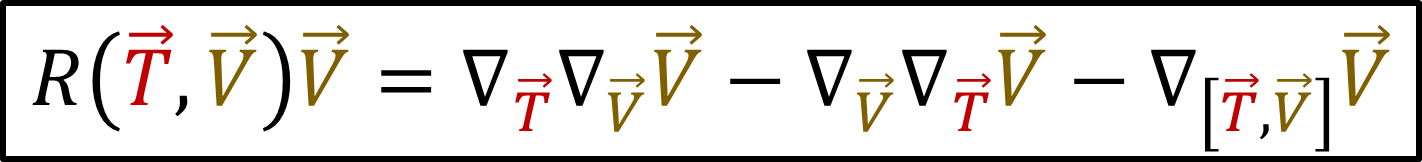 R(T⃗, V⃗)V⃗ = ∇_T⃗ ∇_V⃗ V⃗ − ∇_V⃗ ∇_T⃗ V⃗ − ∇_[T⃗, V⃗] V⃗